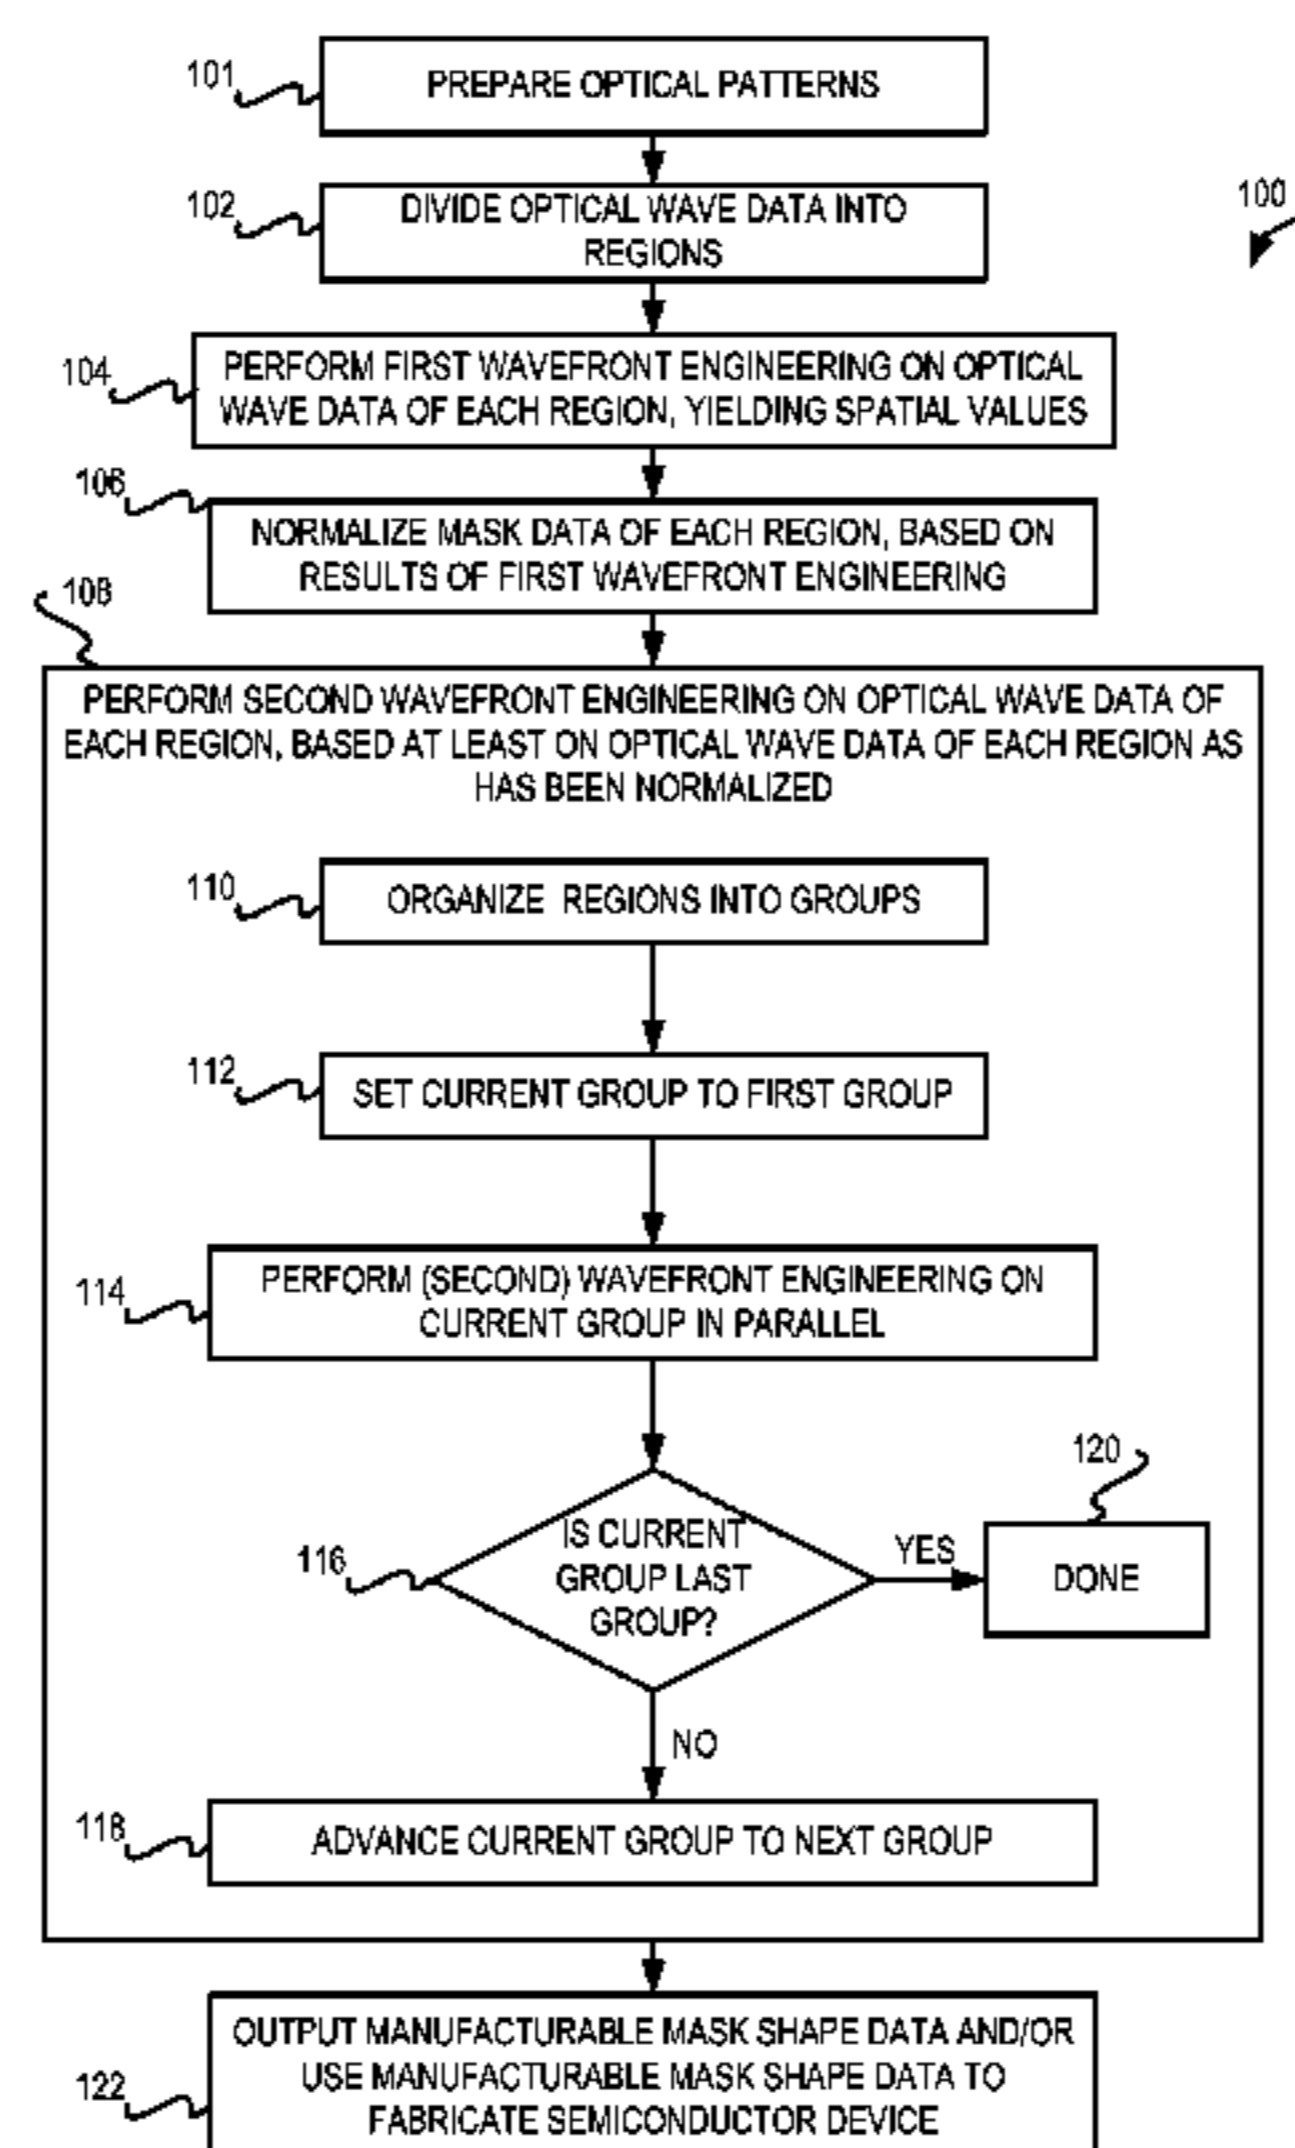 101
PREPARE OPTICAL PATTERNS
102
DIVIDE OPTICAL WAVE DATA INTO
REGIONS
100
104
PERFORM FIRST WAVEFRONT ENGINEERING ON OPTICAL
WAVE DATA OF EACH REGION, YIELDING SPATIAL VALUES
106
NORMALIZE MASK DATA OF EACH REGION, BASED ON
RESULTS OF FIRST WAVEFRONT ENGINEERING
108
PERFORM SECOND WAVEFRONT ENGINEERING ON OPTICAL WAVE DATA OF
EACH REGION, BASED AT LEAST ON OPTICAL WAVE DATA OF EACH REGION AS
HAS BEEN NORMALIZED
110
ORGANIZE REGIONS INTO GROUPS
112
SET CURRENT GROUP TO FIRST GROUP
114
PERFORM (SECOND) WAVEFRONT ENGINEERING ON
CURRENT GROUP IN PARALLEL
116
IS CURRENT
GROUP LAST
GROUP?
YES
120
DONE
NO
118
ADVANCE CURRENT GROUP TO NEXT GROUP
122
OUTPUT MANUFACTURABLE MASK SHAPE DATA AND/OR
USE MANUFACTURABLE MASK SHAPE DATA TO
FABRICATE SEMICONDUCTOR DEVICE